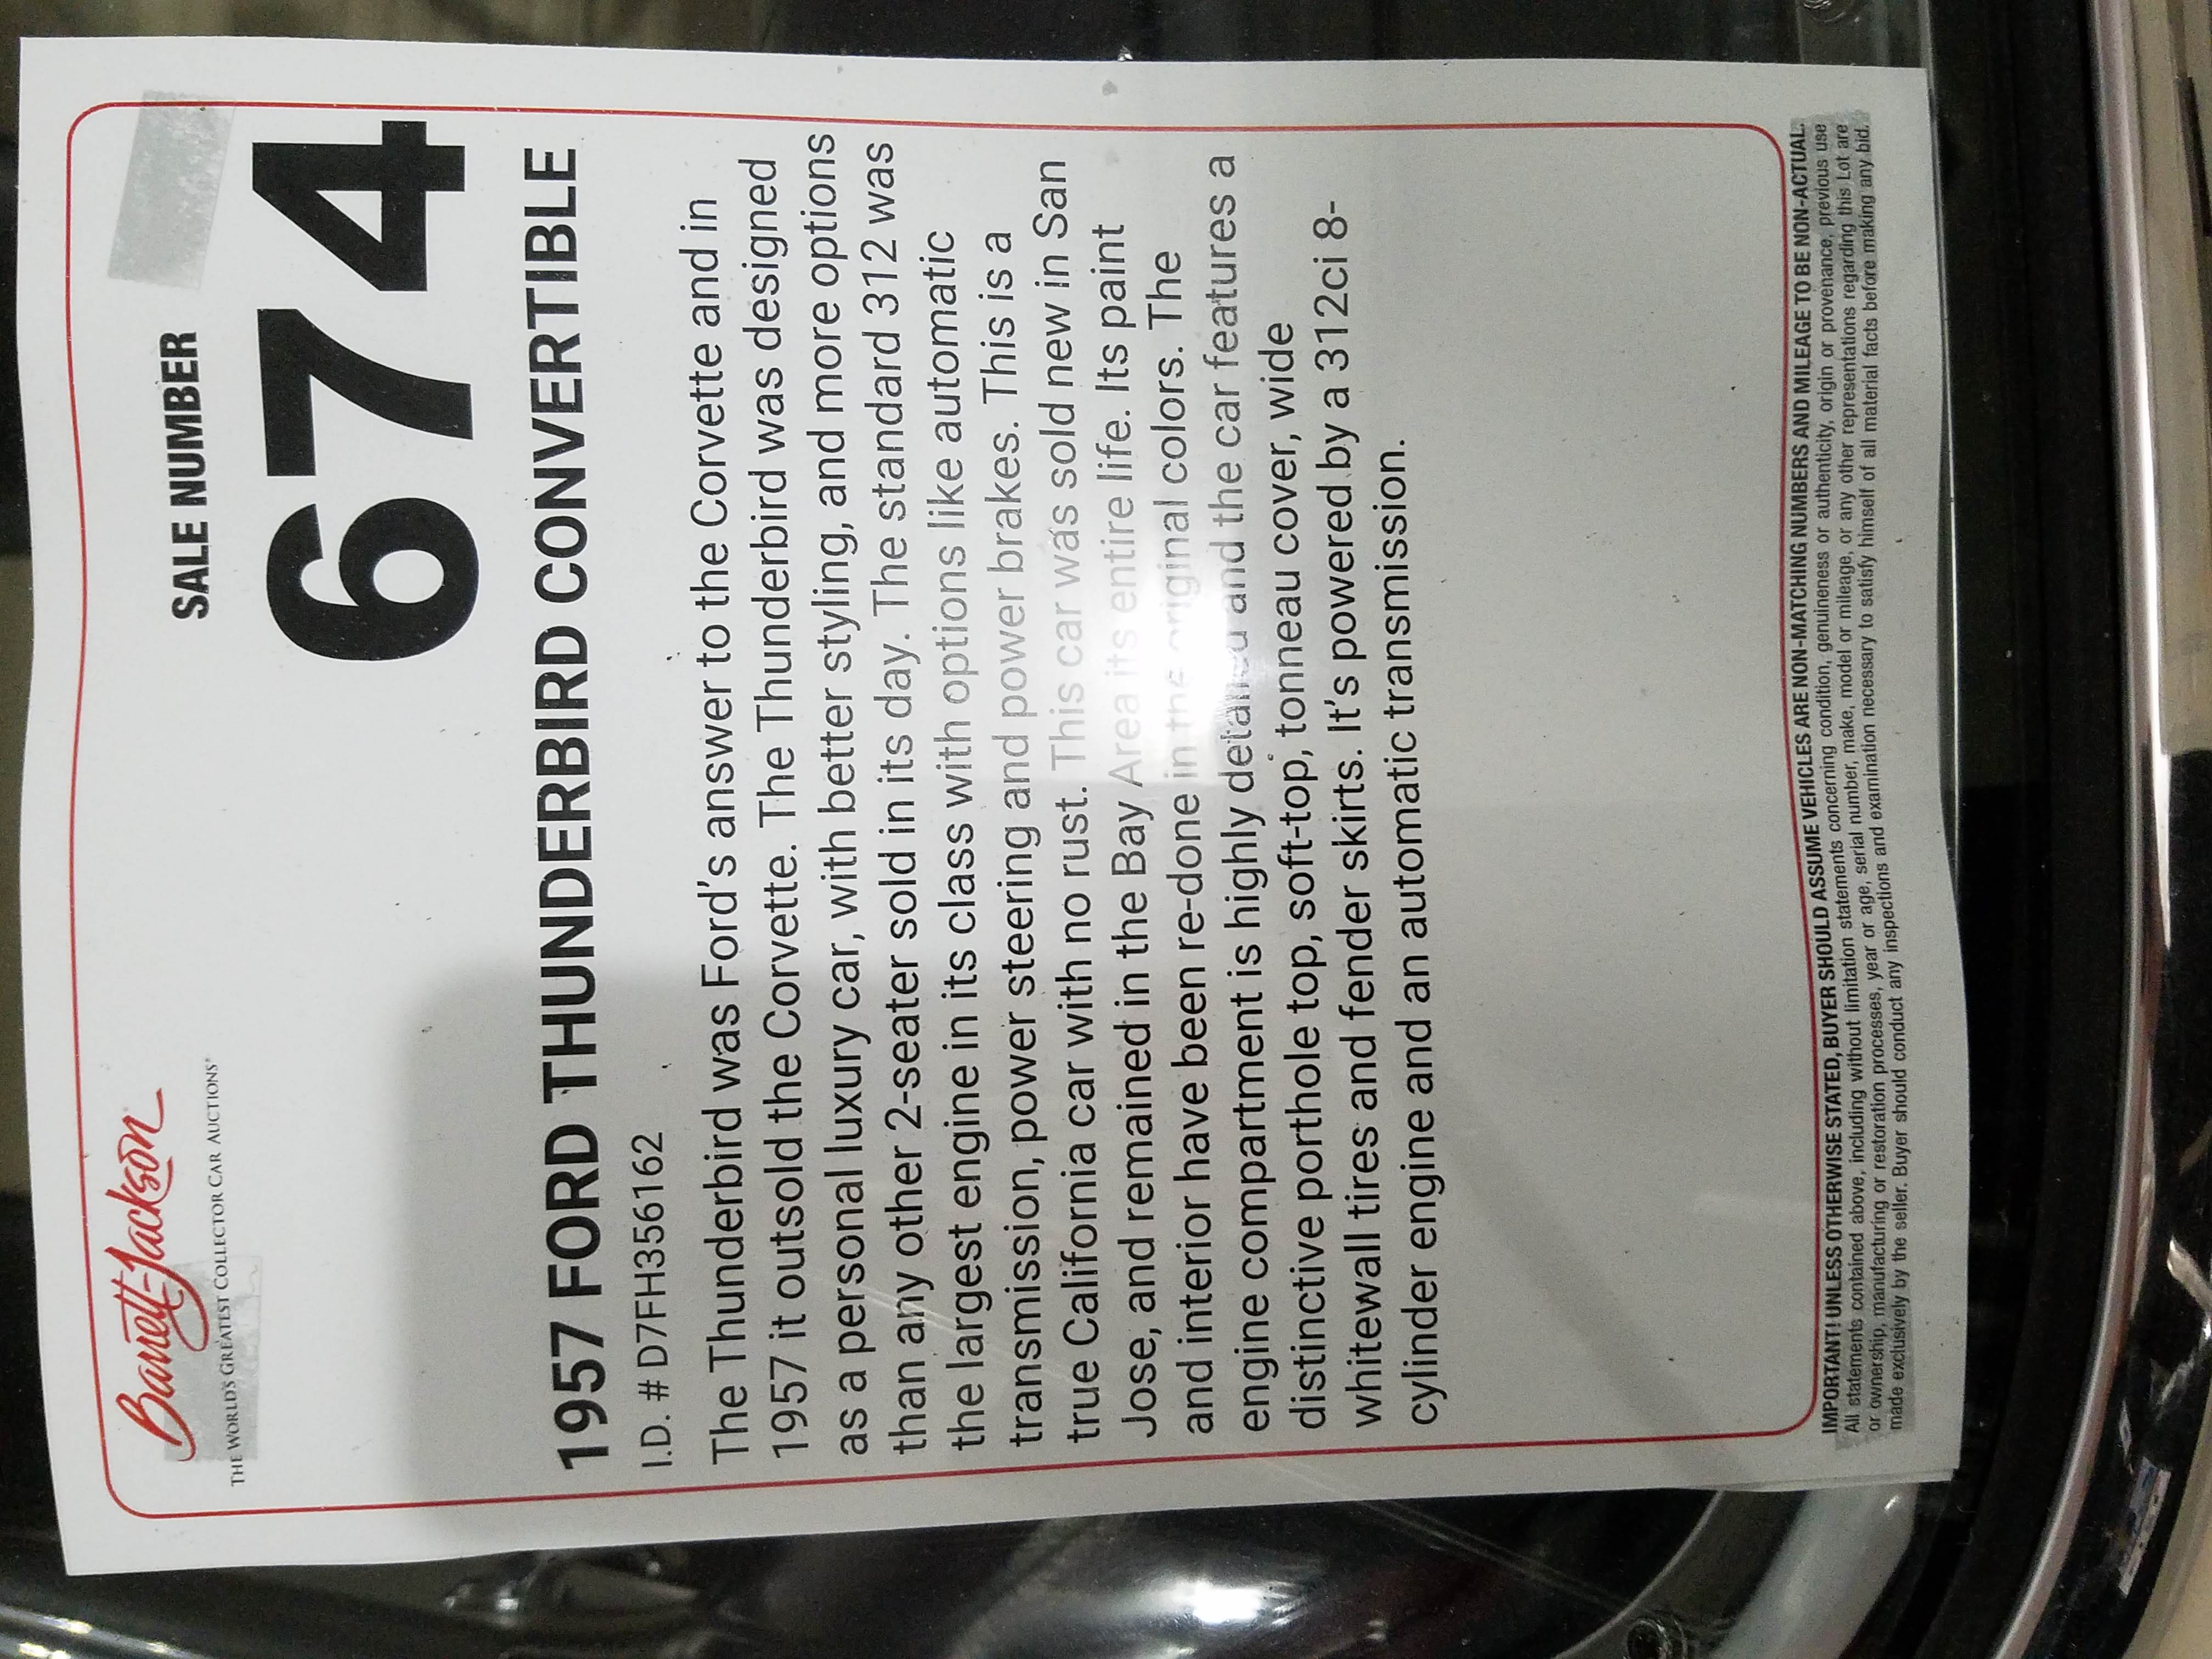 Barrett-Jackson
THE WORLD'S GREATEST COLLECTOR CAR AUCTIONS®
SALE NUMBER
674
1957 FORD THUNDERBIRD CONVERTIBLE
I.D. # D7FH356162
The Thunderbird was Ford's answer to the Corvette and in
1957 it outsold the Corvette. The Thunderbird was designed
as a personal luxury car, with better styling, and more options
than any other 2-seater sold in its day. The standard 312 was
the largest engine in its class with options like automatic
transmission, power steering and power brakes. This is a
true California car with no rust. This car was sold new in San
Jose, and remained in the Bay Area its entire life. Its paint
and interior have been re-done in the original colors. The
engine compartment is highly detailed and the car features a
distinctive porthole top, soft-top, tonneau cover, wide
whitewall tires and fender skirts. It's powered by a 312ci 8-
cylinder engine and an automatic transmission.
IMPORTANT! UNLESS OTHERWISE STATED, BUYER SHOULD ASSUME VEHICLES ARE NON-MATCHING NUMBERS AND MILEAGE TO BE NON-ACTUAL.
All statements contained above, including without limitation statements concerning condition, genuineness or authenticity, origin or provenance, previous use
or ownership, manufacturing or restoration processes, year or age, serial number, make, model or mileage, or any other representations regarding this Lot are
made exclusively by the seller. Buyer should conduct any inspections and examination necessary to satisfy himself of all material facts before making any bid.